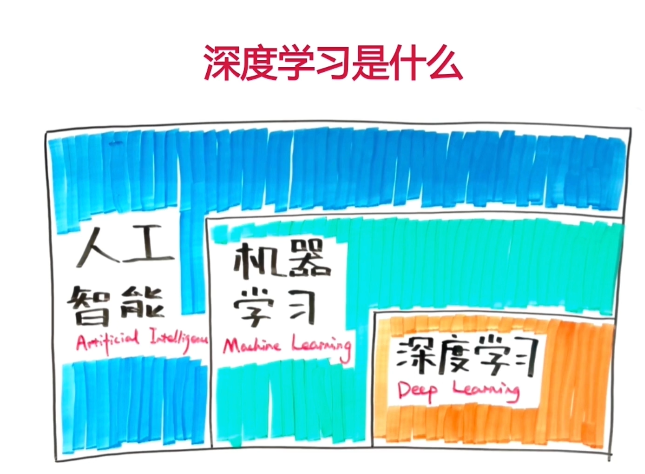 深度学习是什么
人工
智能
Artificial Intelligence
机器
学习
Machine Learning
深度学习
Deep Learning